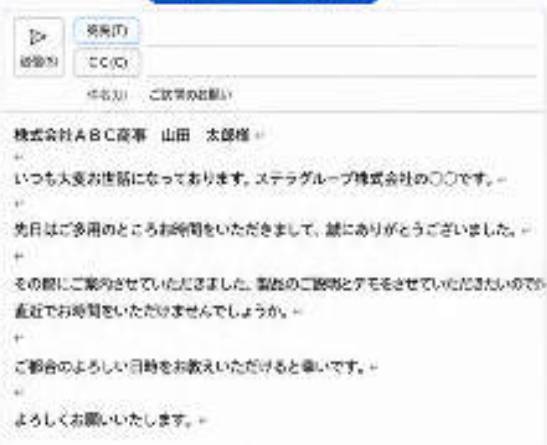 宛先(T)
送信(S)
CC(C)
件名(U) ご訪問のお願い
株式会社ABC商事 山田 太郎様
いつも大変お世話になっております。ステラグループ株式会社の〇〇です。
先日はご多用のところお時間をいただきまして、誠にありがとうございました。
その際にご案内させていただきました、製品のご説明とデモをさせていただきたいのでが
直近でお時間をいただけませんでしょうか。
ご都合のよろしい日時をお教えいただけると幸いです。
よろしくお願いいたします。